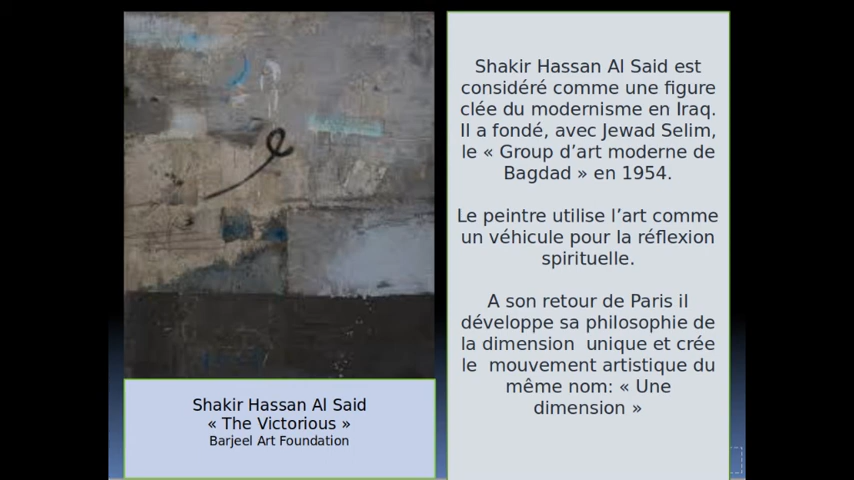 Shakir Hassan Al Said
« The Victorious »
Barjeel Art Foundation
Shakir Hassan Al Said est
considéré comme une figure
clée du modernisme en Iraq.
Il a fondé, avec Jewad Selim,
le « Group d’art moderne de
Bagdad » en 1954.
Le peintre utilise l’art comme
un véhicule pour la réflexion
spirituelle.
A son retour de Paris il
développe sa philosophie de
la dimension  unique et crée
le  mouvement artistique du
même nom: « Une
dimension »